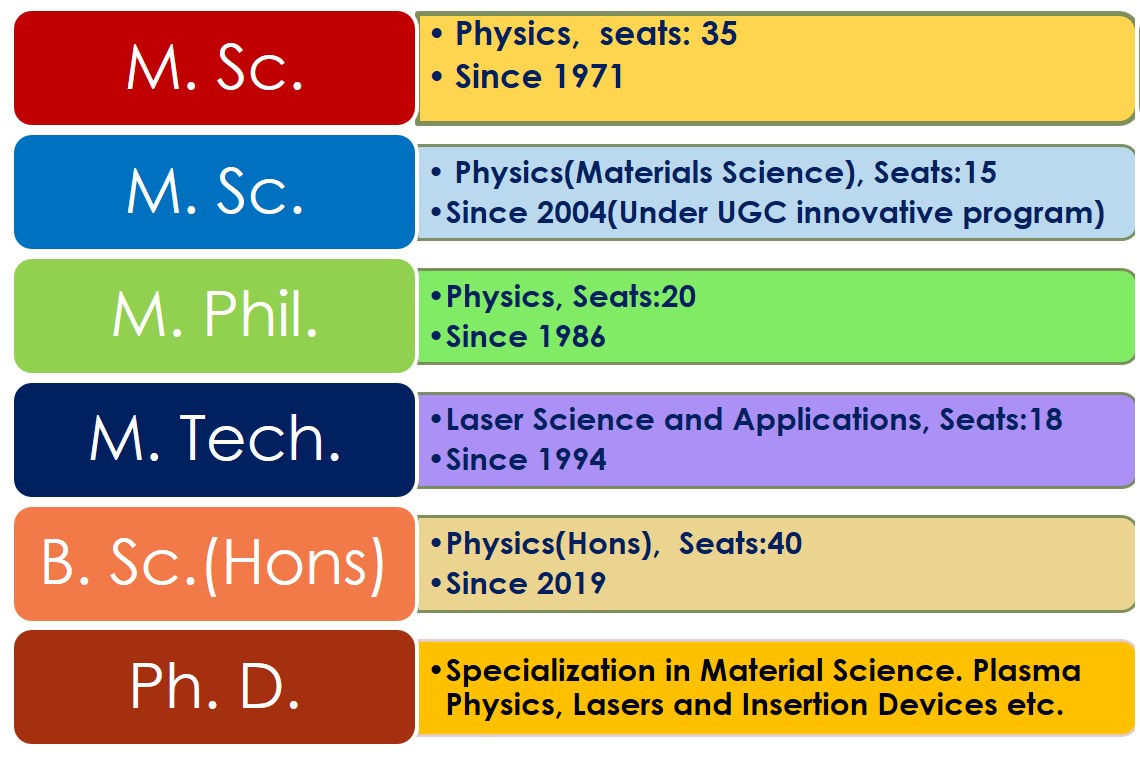 M. Sc.
• Physics,  seats: 35
• Since 1971
M. Sc.
• Physics(Materials Science), Seats:15
•Since 2004(Under UGC innovative program)
M. Phil.
•Physics, Seats:20
•Since 1986
M. Tech.
•Laser Science and Applications, Seats:18
•Since 1994
B. Sc.(Hons)
•Physics(Hons),  Seats:40
•Since 2019
Ph. D.
•Specialization in Material Science. Plasma
Physics, Lasers and Insertion Devices etc.